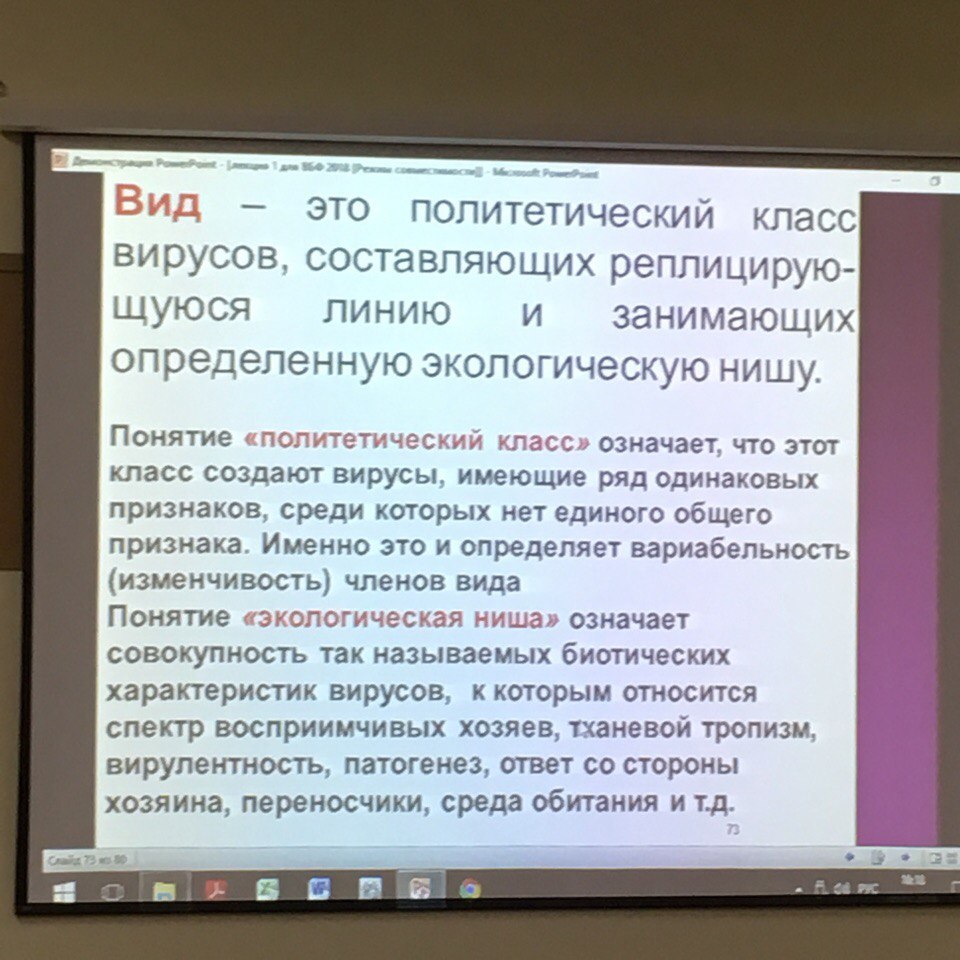 Демонстрация PowerPoint - [лекция 1 для ВБФ 2018 [Режим совместимости]] - Microsoft PowerPoint
Вид – это политетический класс
вирусов, составляющих реплицирую-
щуюся линию и занимающих
определенную экологическую нишу.
Понятие «политетический класс» означает, что этот
класс создают вирусы, имеющие ряд одинаковых
признаков, среди которых нет единого общего
признака. Именно это и определяет вариабельность
(изменчивость) членов вида
Понятие «экологическая ниша» означает
совокупность так называемых биотических
характеристик вирусов, к которым относится
спектр восприимчивых хозяев, тханевой тропизм,
вирулентность, патогенез, ответ со стороны
хозяина, переносчики, среда обитания и т.д.
73
Слайд 73 из 80
РУС